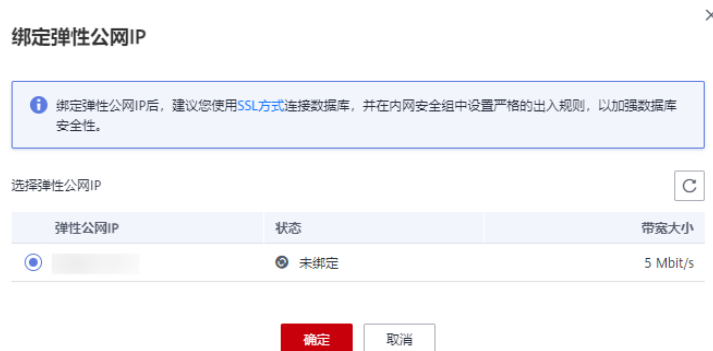 绑定弹性公网IP
绑定弹性公网IP后，建议您使用SSL方式连接数据库，并在内网安全组中设置严格的出入规则，以加强数据库
安全性。
选择弹性公网IP
弹性公网IP 状态 带宽大小
未绑定 5 Mbit/s
确定 取消